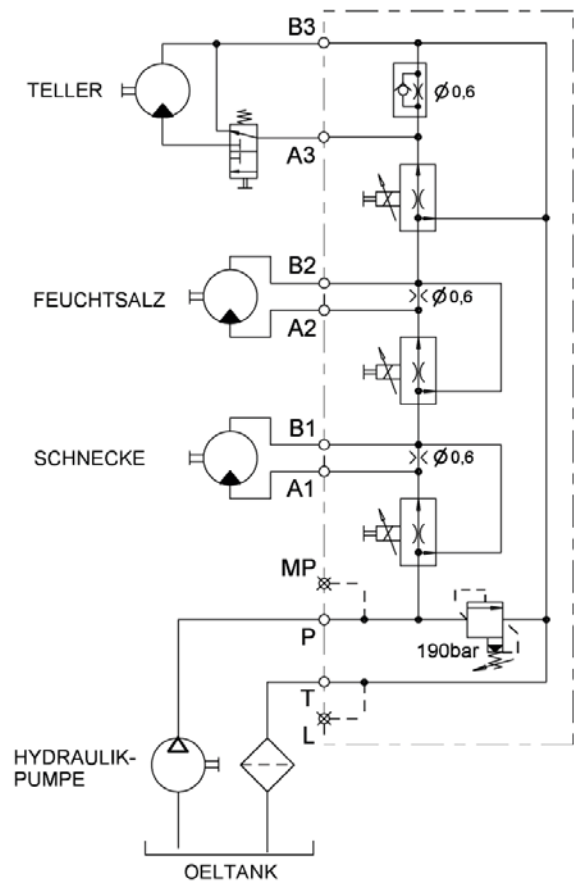 B3
TELLER
Ø0,6
A3
B2
FEUCHTSALZ
Ø0,6
A2
B1
SCHNECKE
Ø0,6
A1
MP
P
190bar
T
L
HYDRAULIK-
PUMPE
OELTANK